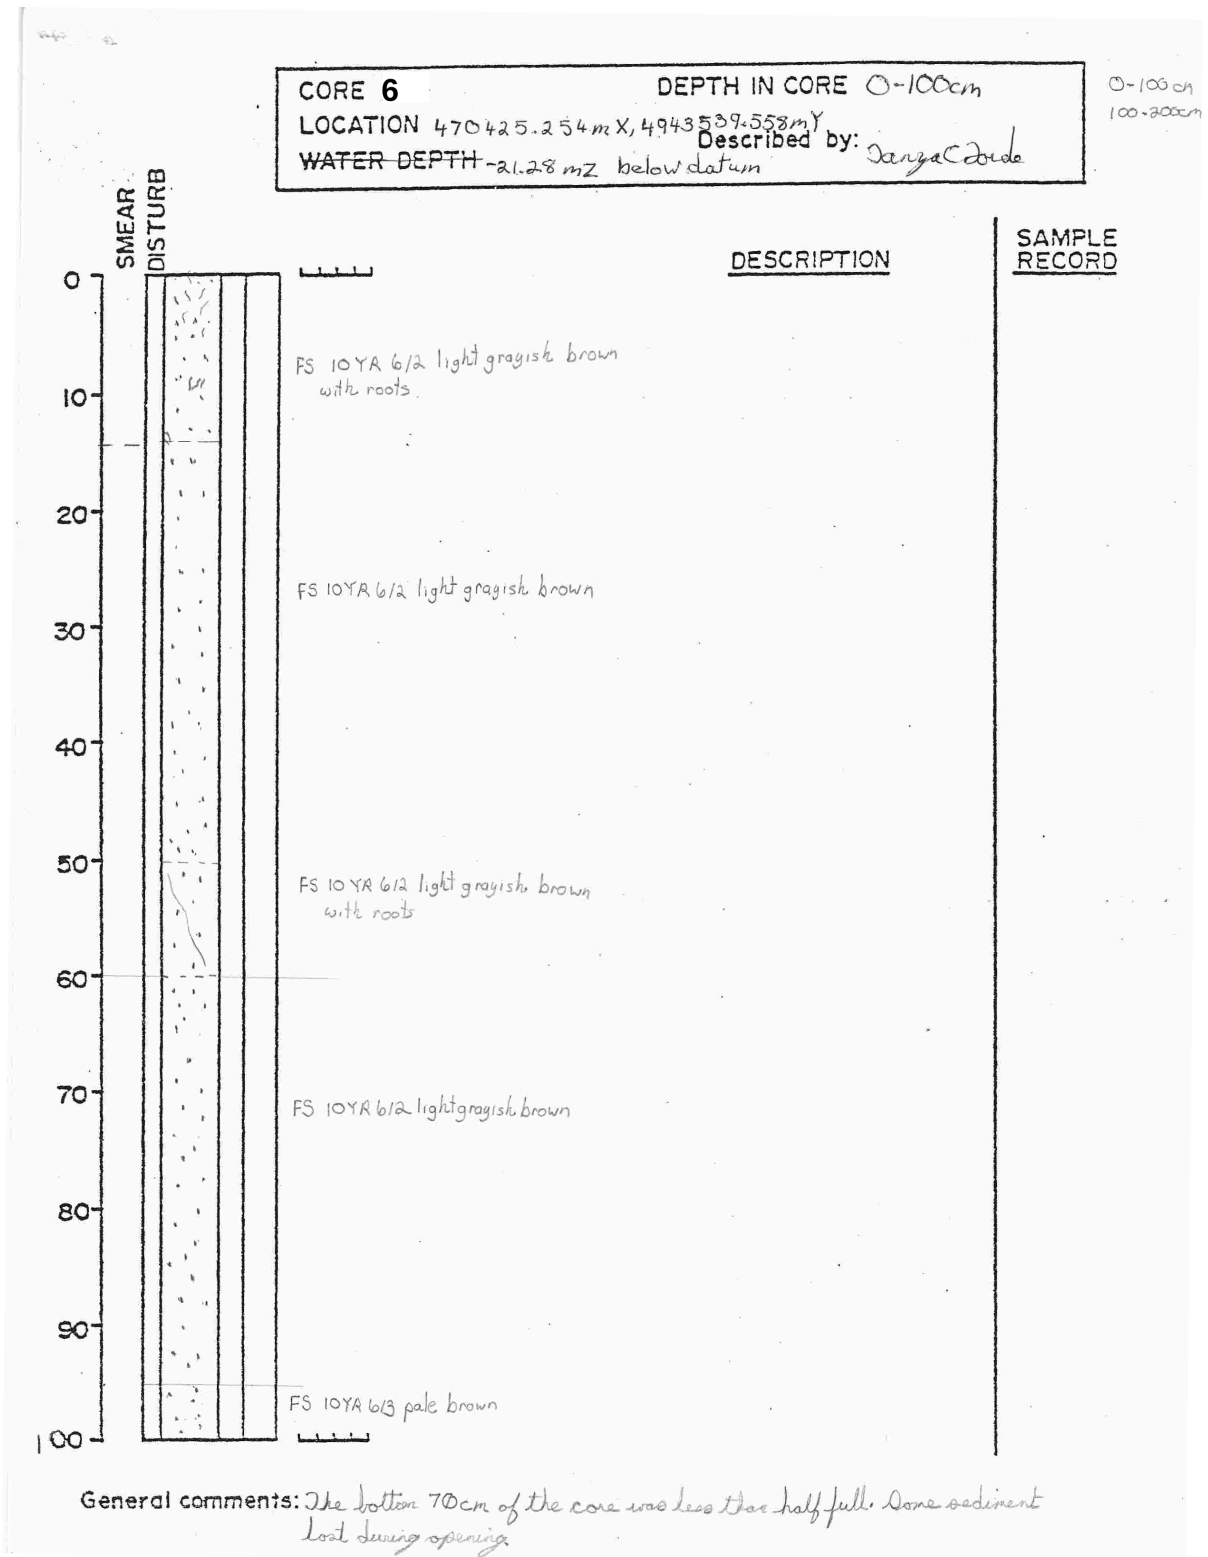 CORE 6 DEPTH IN CORE 0-100cm
0-100cm
100-200cm
LOCATION 470425.254mX, 4943539.558mY
Described by:
WATER DEPTH -21.28 mZ below datum
SMEAR
DISTURB
DESCRIPTION
SAMPLE
RECORD
0
FS 10YR 6/2 light grayish brown
with roots
10
20
FS 10YR 6/2 light grayish brown
30
40
50
FS 10YR 6/2 light grayish brown
with roots
60
70
FS 10YR 6/2 light grayish brown
80
90
FS 10YR 6/3 pale brown
100
General comments: The bottom 70cm of the core was less than half full. Some sediment
lost during opening.